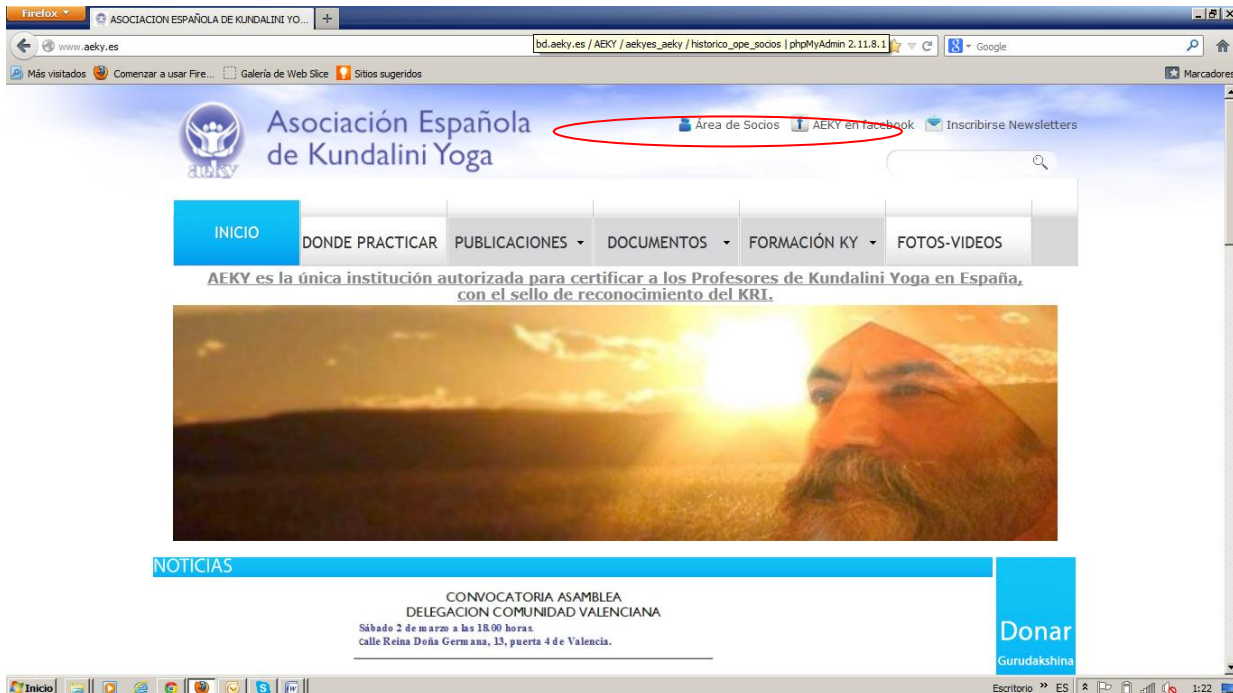 Firefox
ASOCIACION ESPAÑOLA DE KUNDALINI YO...
www.aeky.es
bd.aeky.es / AEKY / aekyes_aeky / historico_ope_socios | phpMyAdmin 2.11.8.1
Google
Más visitados
Comenzar a usar Fire...
Galería de Web Slice
Sitios sugeridos
Marcadores
Asociación Española
de Kundalini Yoga
aeky
Área de Socios
AEKY en facebook
Inscribirse Newsletters
INICIO
DONDE PRACTICAR
PUBLICACIONES
DOCUMENTOS
FORMACIÓN KY
FOTOS-VIDEOS
AEKY es la única institución autorizada para certificar a los Profesores de Kundalini Yoga en España,
con el sello de reconocimiento del KRI.
NOTICIAS
CONVOCATORIA ASAMBLEA
DELEGACION COMUNIDAD VALENCIANA
Sábado 2 de marzo a las 18.00 horas.
Calle Reina Doña Germana, 13, puerta 4 de Valencia.
Donar
Gurudakshina
Inicio
Escritorio
ES
1:22